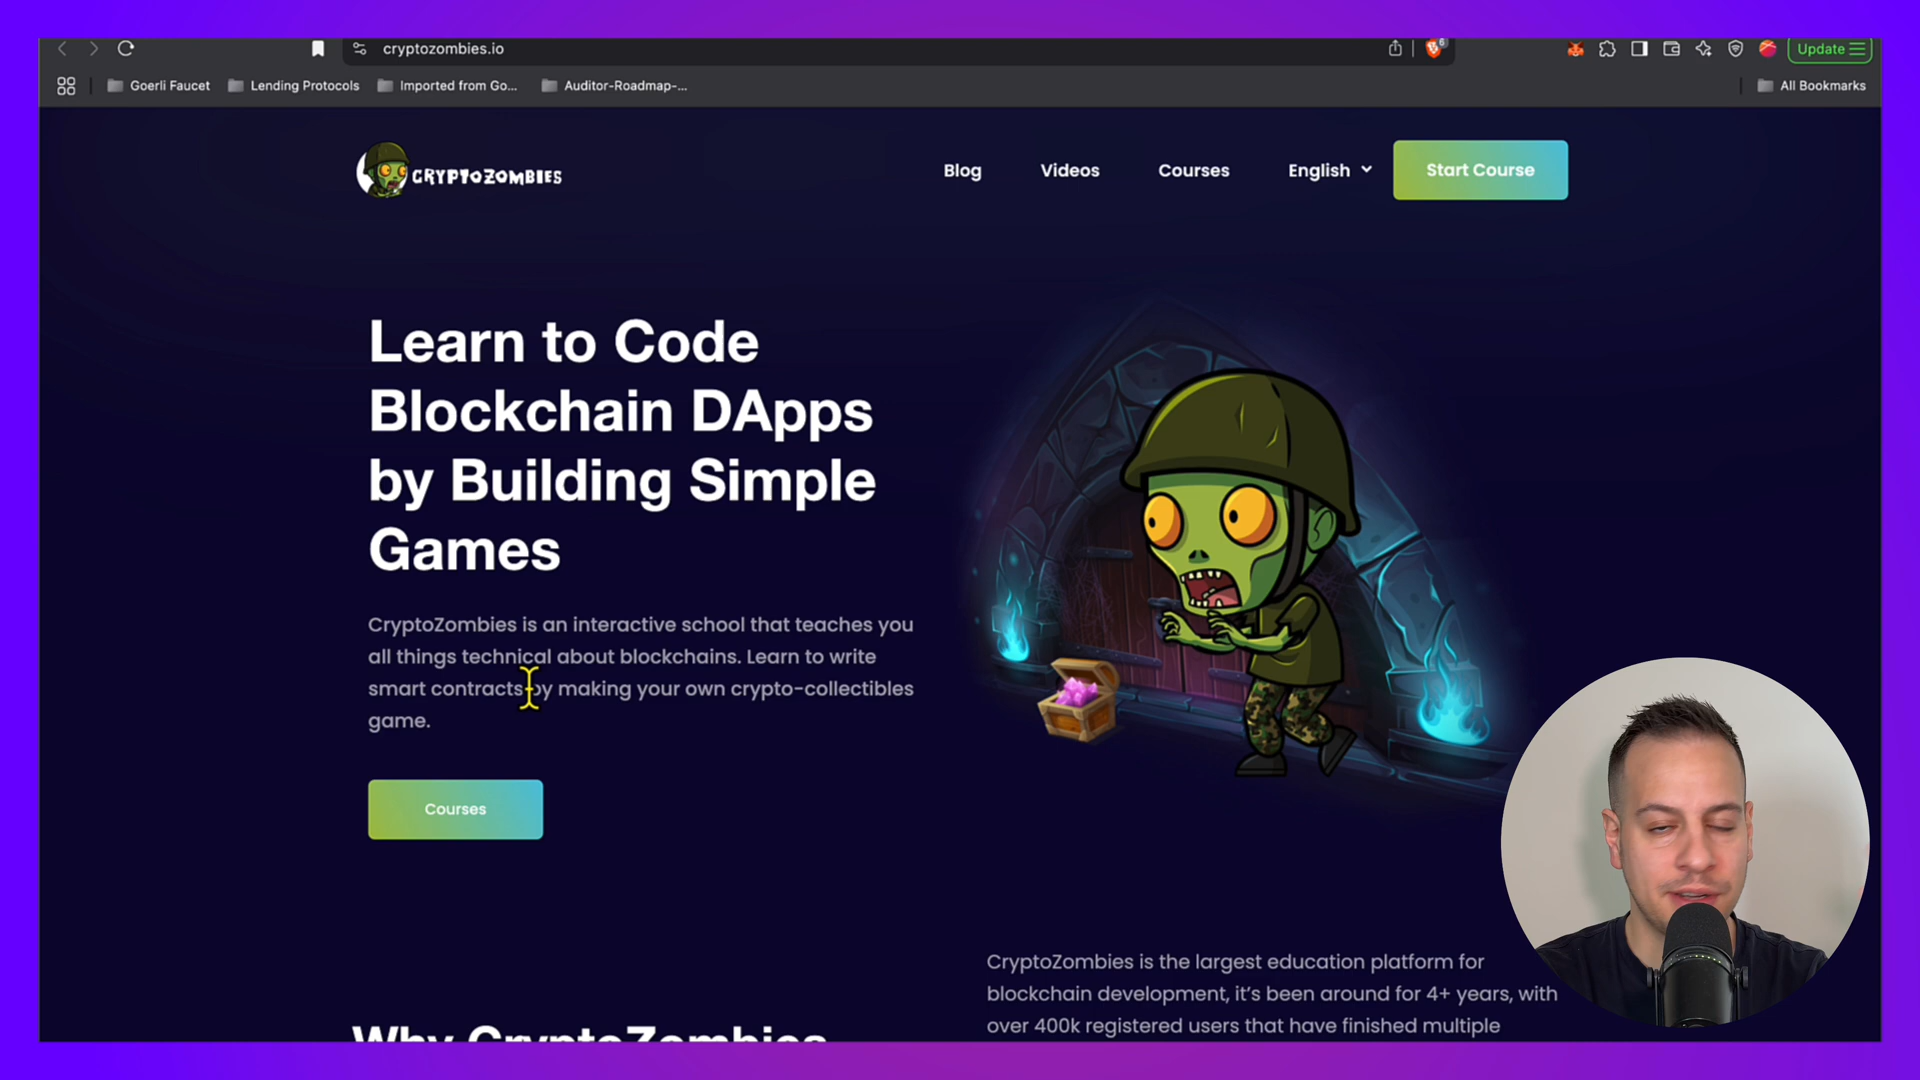 cryptozombies.io
6
Update
Goerli Faucet
Lending Protocols
Imported from Go...
Auditor-Roadmap-...
All Bookmarks
CRYPTOZOMBIES
Blog
Videos
Courses
English
Start Course
Learn to Code
Blockchain DApps
by Building Simple
Games
CryptoZombies is an interactive school that teaches you
all things technical about blockchains. Learn to write
smart contracts by making your own crypto-collectibles
game.
Courses
CryptoZombies is the largest education platform for
blockchain development, it's been around for 4+ years, with
over 400k registered users that have finished multiple
Why CryptoZombies